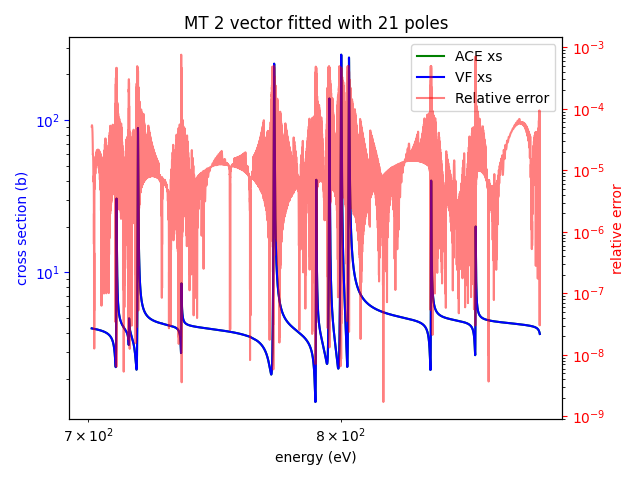 MT 2 vector fitted with 21 poles
ACE xs
VF xs
Relative error
10²
10¹
cross section (b)
10⁻³
10⁻⁴
10⁻⁵
10⁻⁶
10⁻⁷
10⁻⁸
10⁻⁹
relative error
7 × 10²
8 × 10²
energy (eV)